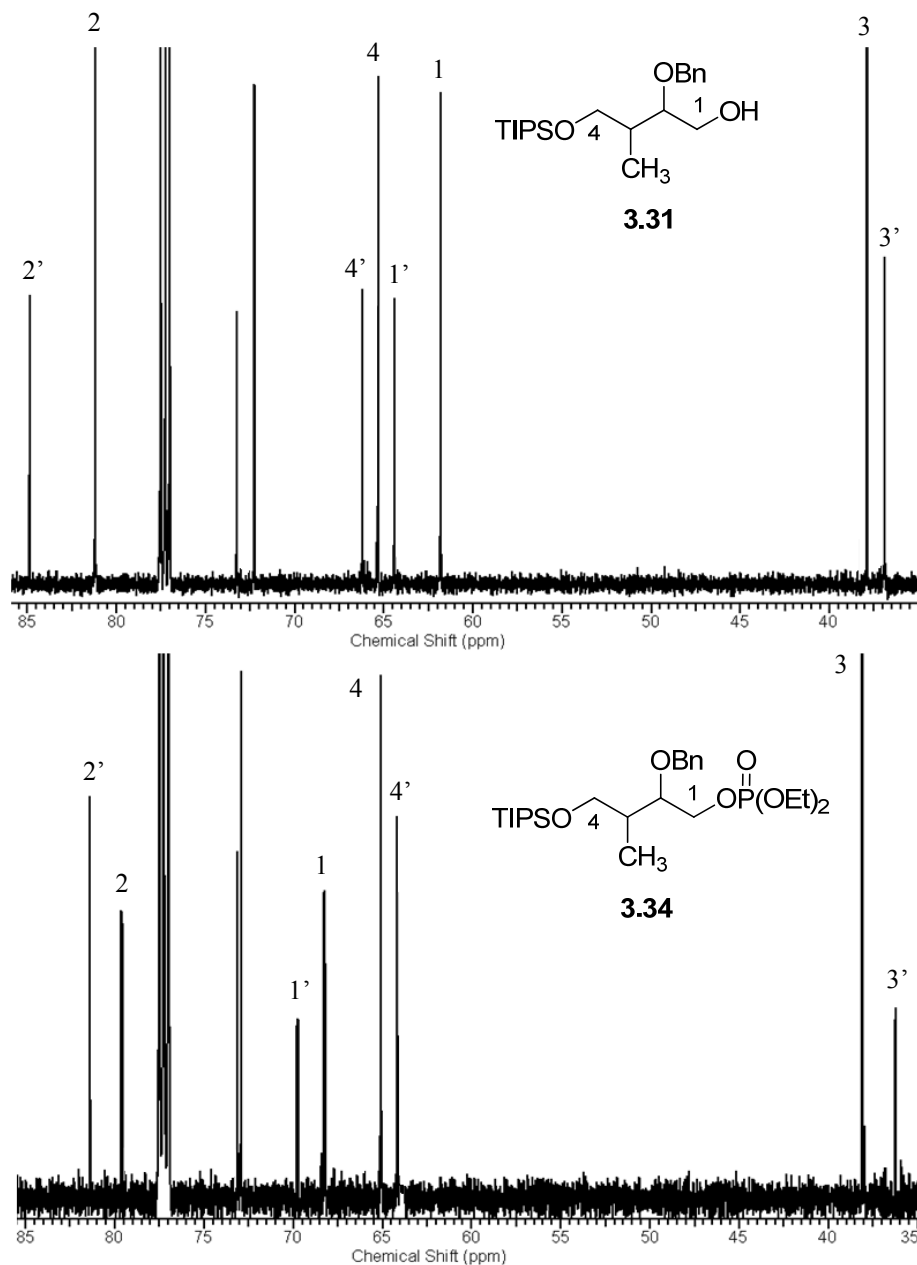 2
4
1
3
OBn
1
OH
TIPSO
4
CH3
3.31
2'
4'
1'
3'
85 80 75 70 65 60 55 50 45 40
Chemical Shift (ppm)
3
4
2'
4'
OBn
O
1
OP(OEt)2
TIPSO
4
CH3
3.34
2
1
1'
3'
85 80 75 70 65 60 55 50 45 40 35
Chemical Shift (ppm)